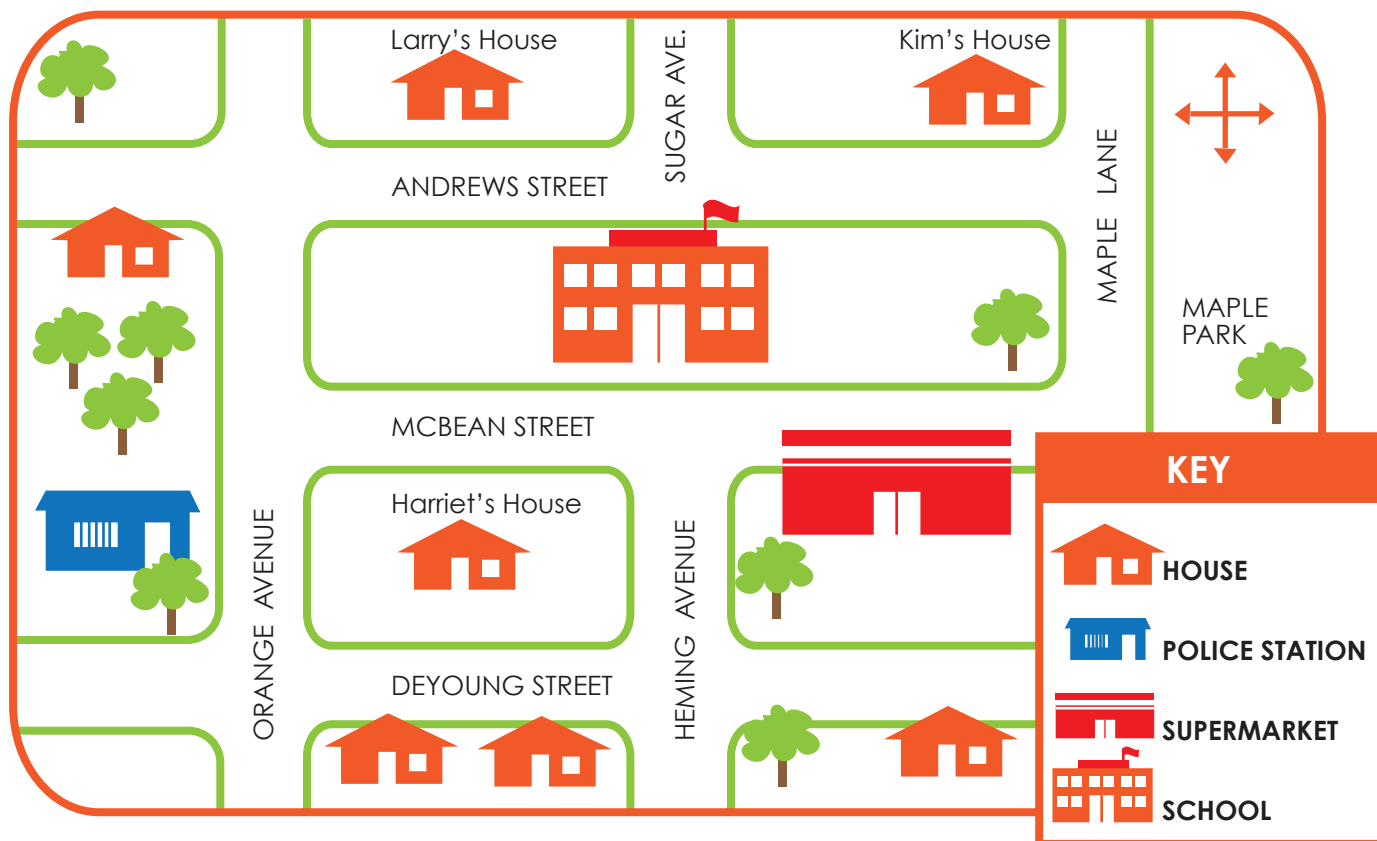 Larry's House
SUGAR AVE.
Kim's House
ANDREWS STREET
MAPLE LANE
MAPLE
PARK
MCBEAN STREET
Harriet's House
ORANGE AVENUE
HEMING AVENUE
DEYOUNG STREET
KEY
HOUSE
POLICE STATION
SUPERMARKET
SCHOOL